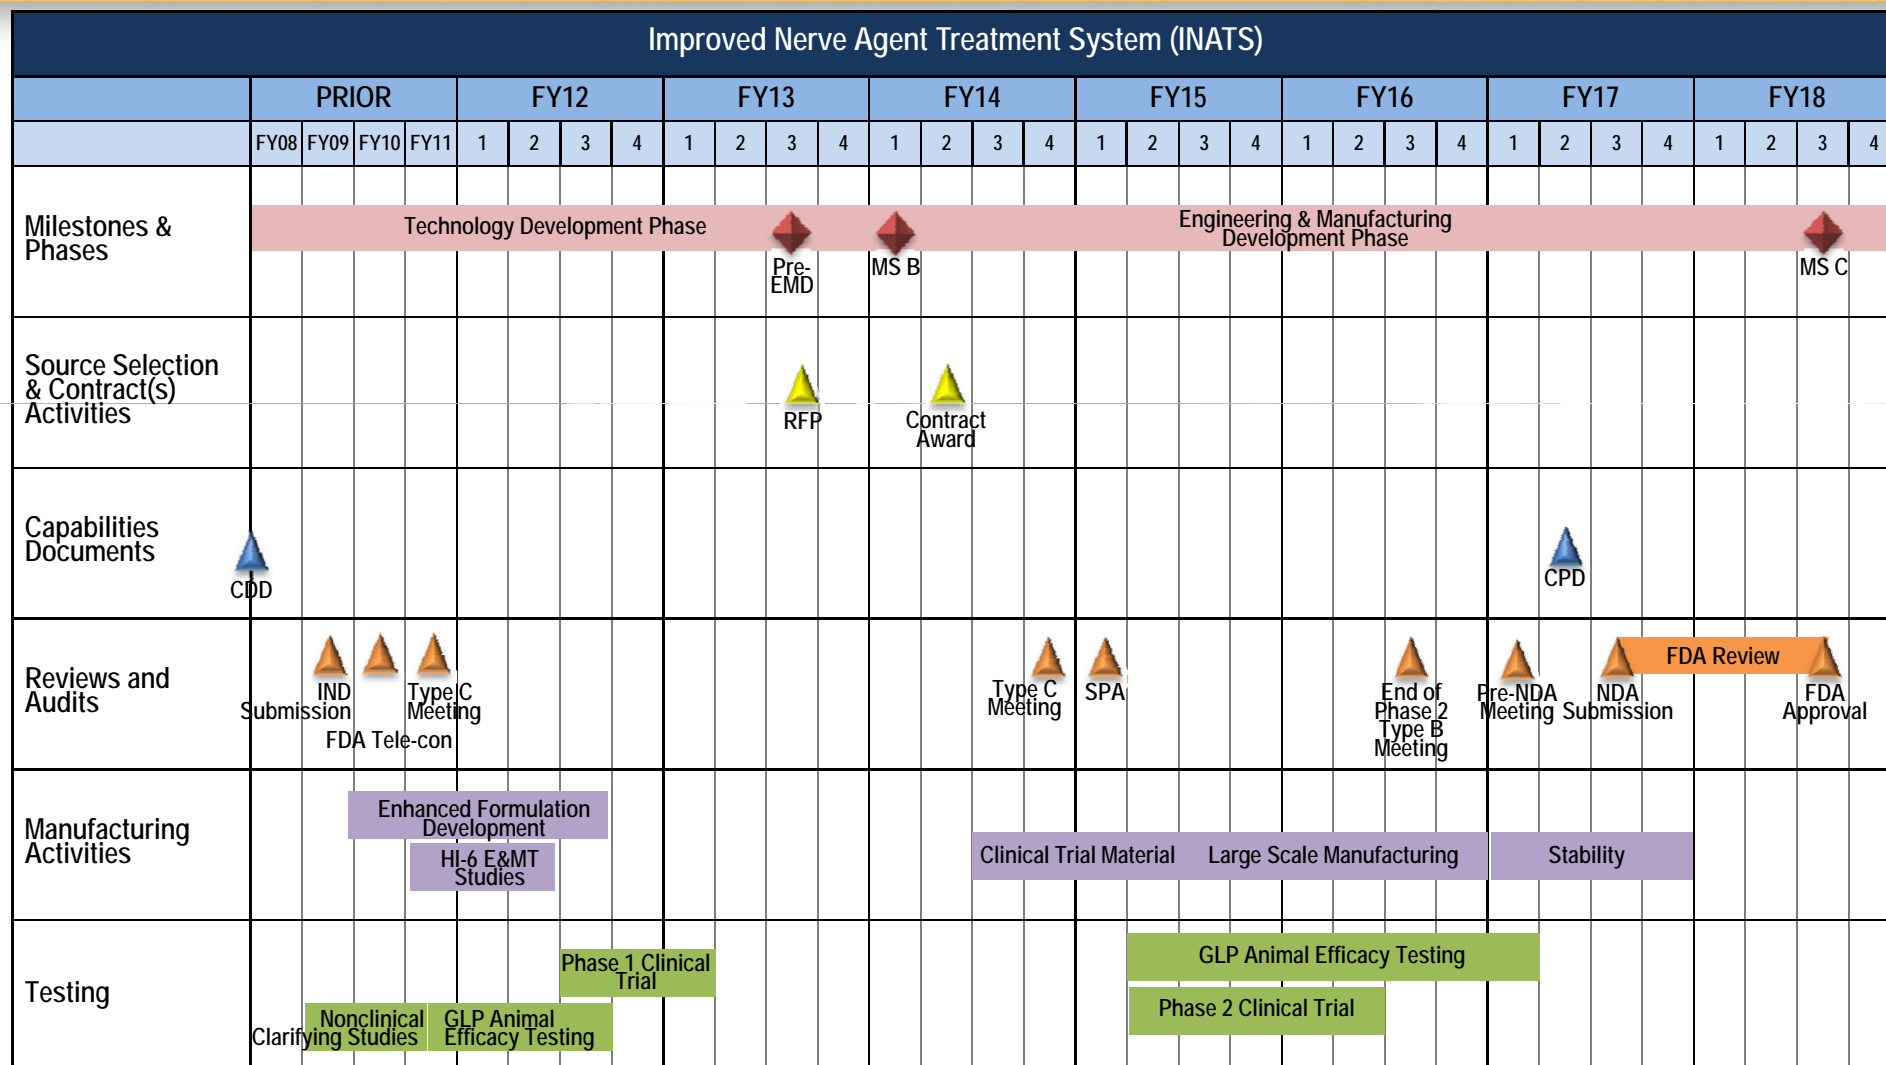 Improved Nerve Agent Treatment System (INATS)
PRIOR FY12 FY13 FY14 FY15 FY16 FY17 FY18
FY08 FY09 FY10 FY11 1 2 3 4 1 2 3 4 1 2 3 4 1 2 3 4 1 2 3 4 1 2 3 4 1 2 3 4
Milestones &
Phases
Technology Development Phase
Pre-
EMD
MS B
Engineering & Manufacturing
Development Phase
MS C
Source Selection
& Contract(s)
Activities
RFP
Contract
Award
Capabilities
Documents
CDD
CPD
Reviews and
Audits
IND
Submission
FDA Tele-con
Type C
Meeting
Type C
Meeting
SPA
End of
Phase 2
Type B
Meeting
Pre-NDA
Meeting
NDA
Submission
FDA Review
FDA
Approval
Manufacturing
Activities
Enhanced Formulation
Development
HI-6 E&MT
Studies
Clinical Trial Material
Large Scale Manufacturing
Stability
Testing
Phase 1 Clinical
Trial
Nonclinical
Clarifying Studies
GLP Animal
Efficacy Testing
GLP Animal Efficacy Testing
Phase 2 Clinical Trial